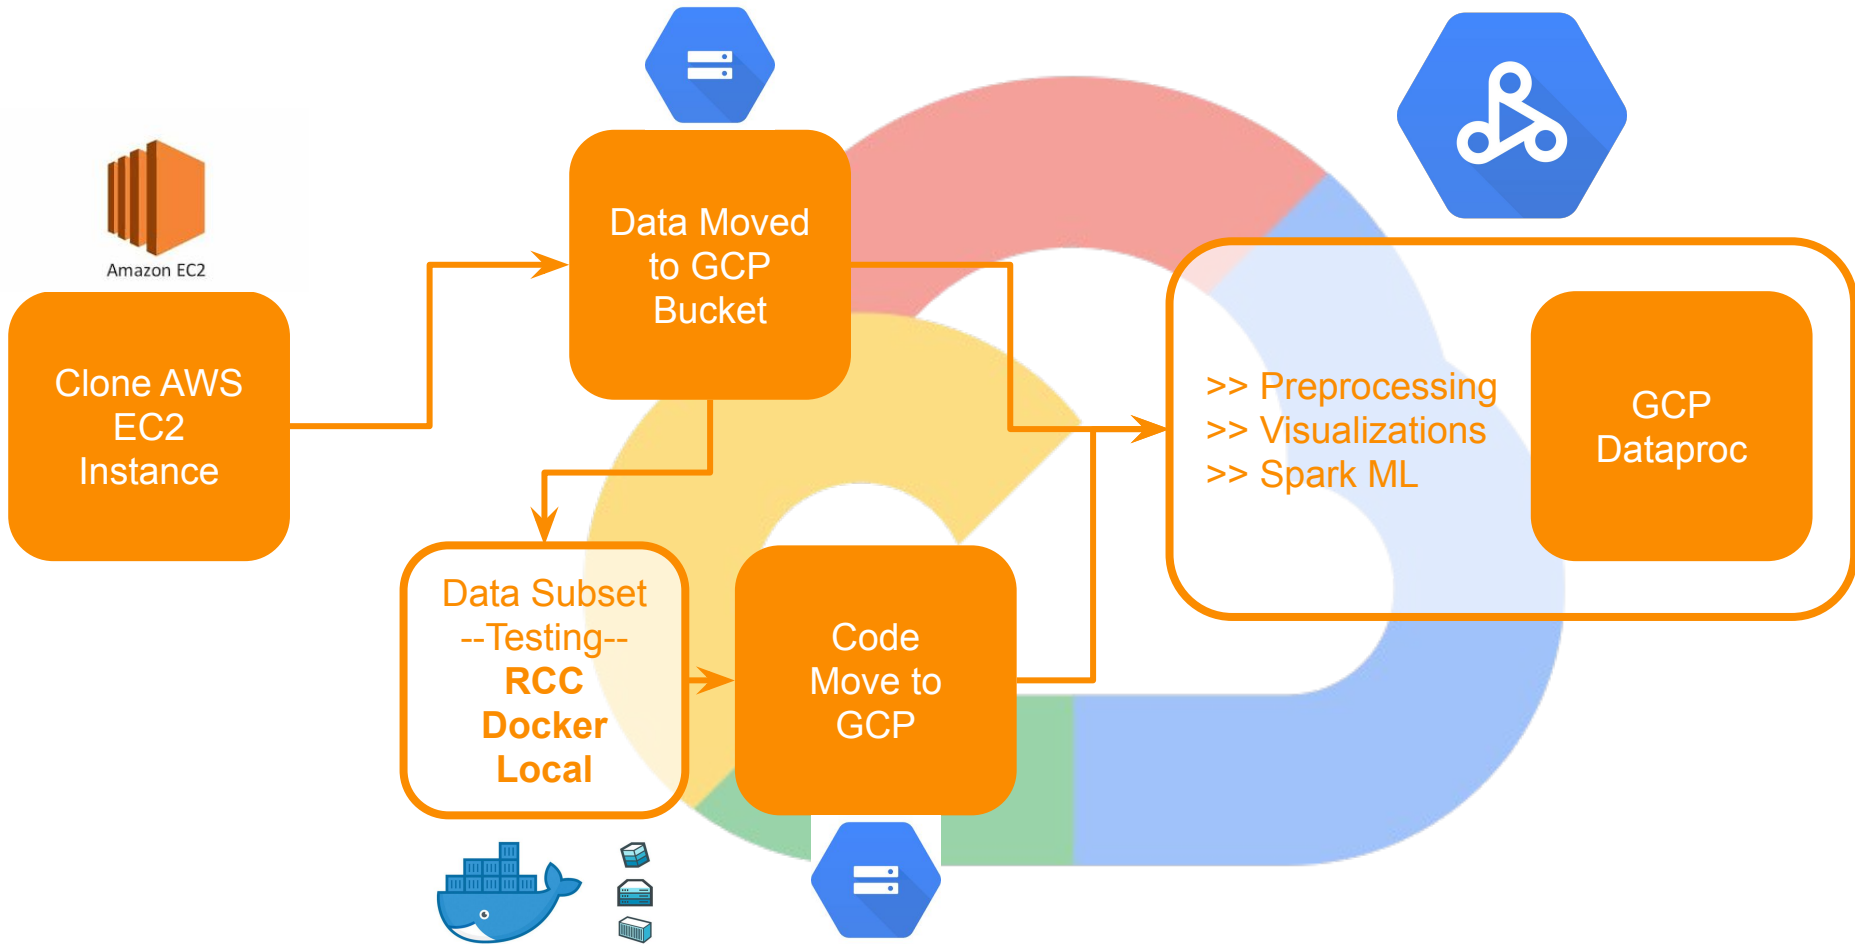 Amazon EC2
Clone AWS
EC2
Instance
Data Moved
to GCP
Bucket
Data Subset
--Testing--
RCC
Docker
Local
Code
Move to
GCP
>> Preprocessing
>> Visualizations
>> Spark ML
GCP
Dataproc